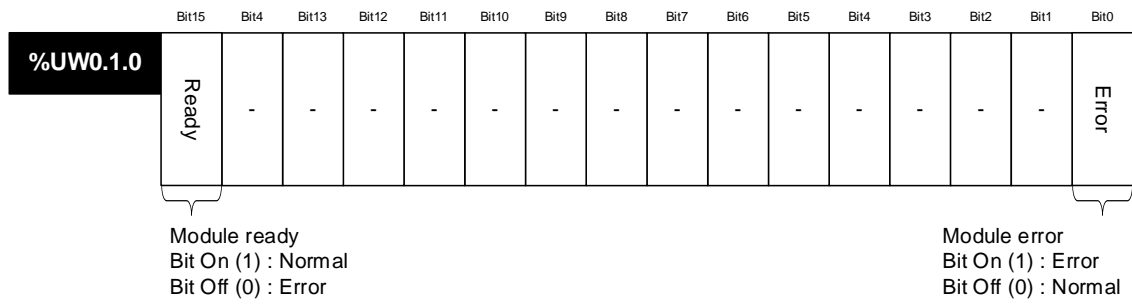 Bit15 Bit4 Bit13 Bit12 Bit11 Bit10 Bit9 Bit8 Bit7 Bit6 Bit5 Bit4 Bit3 Bit2 Bit1 Bit0
%UW0.1.0 Ready - - - - - - - - - - - - - - Error
Module ready
Bit On (1) : Normal
Bit Off (0) : Error
Module error
Bit On (1) : Error
Bit Off (0) : Normal